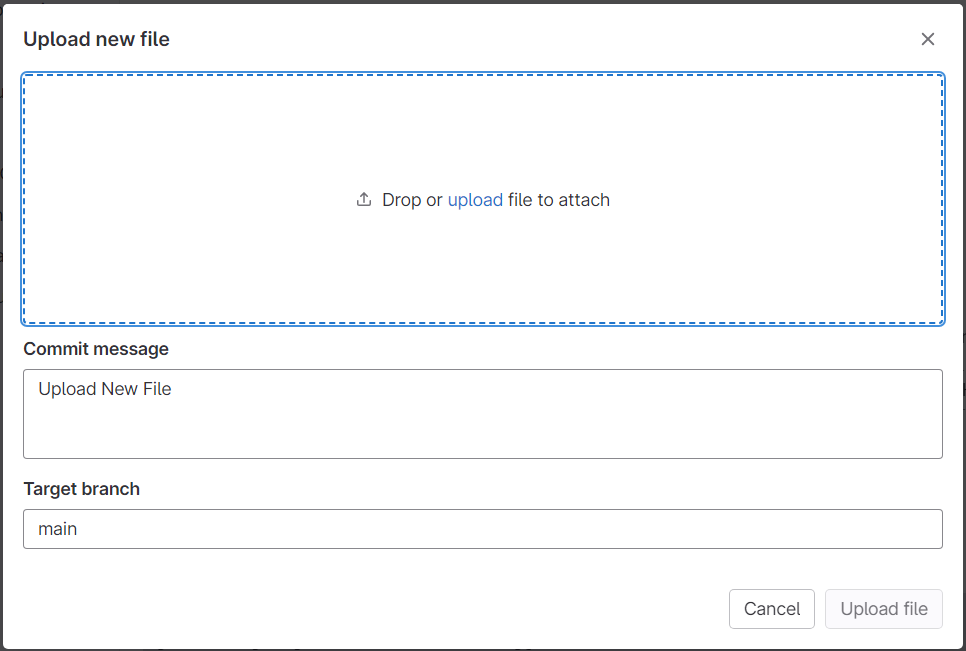 Upload new file
Drop or upload file to attach
Commit message
Upload New File
Target branch
main
Cancel Upload file